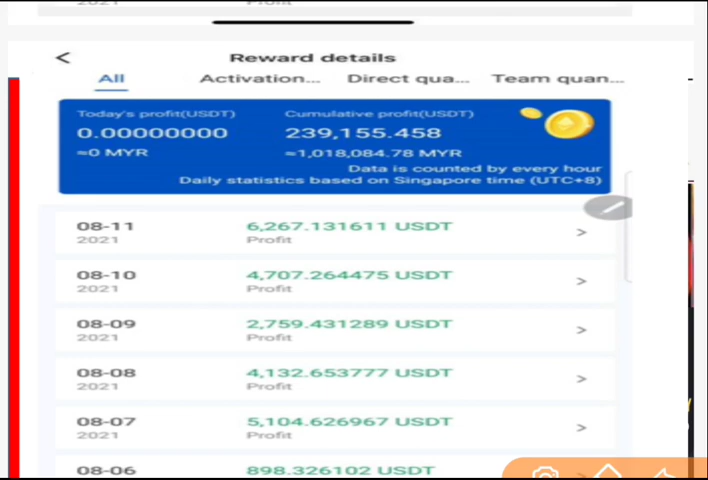 2021 Profit
Reward details
All Activation... Direct qua... Team quan...
Today's profit(USDT) Cumulative profit(USDT)
0.00000000 239,155.458
≈0 MYR ≈1,018,084.78 MYR
Data is counted by every hour
Daily statistics based on Singapore time (UTC+8)
08-11 6,267.131611 USDT
2021 Profit
08-10 4,707.264475 USDT
2021 Profit
08-09 2,759.431289 USDT
2021 Profit
08-08 4,132.653777 USDT
2021 Profit
08-07 5,104.626967 USDT
2021 Profit
08-06 898.326102 USDT